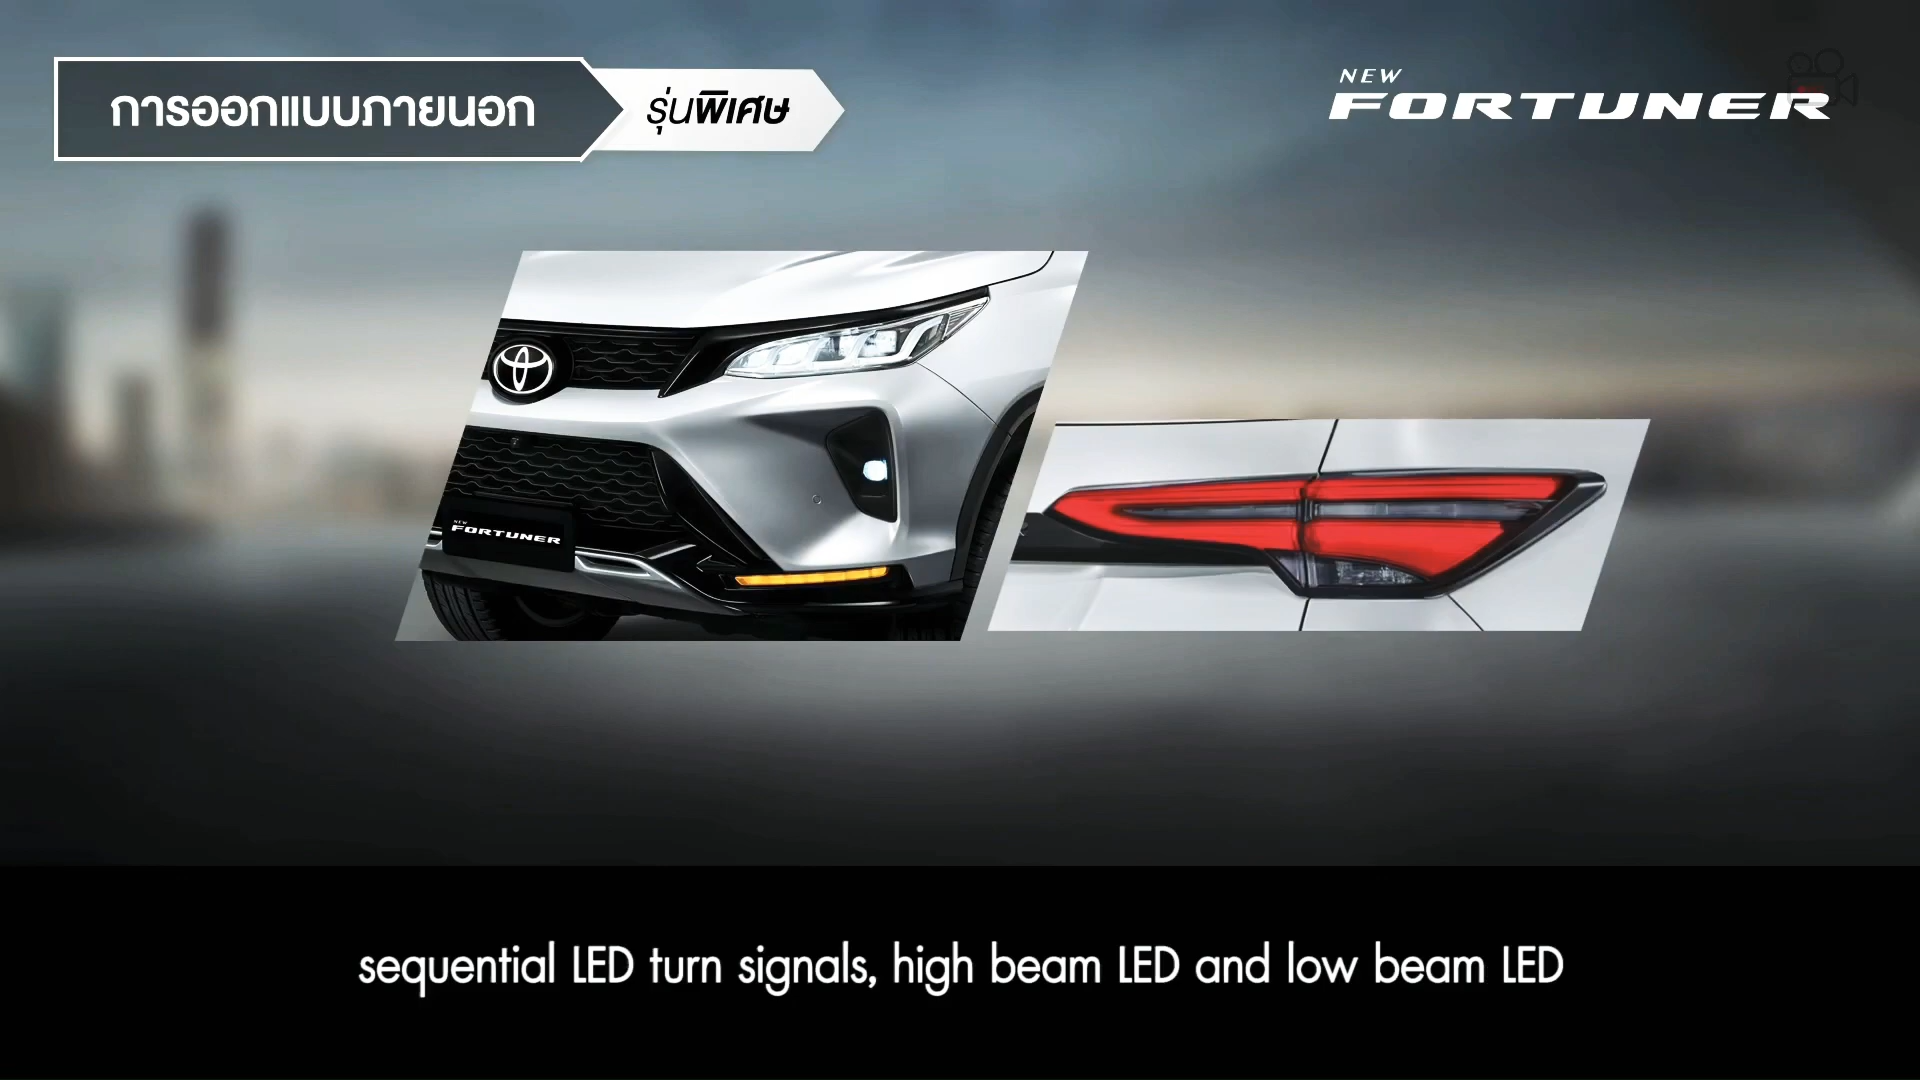 การออกแบบภายนอก
รุ่นพิเศษ
NEW
FORTUNER
NEW
FORTUNER
sequential LED turn signals, high beam LED and low beam LED